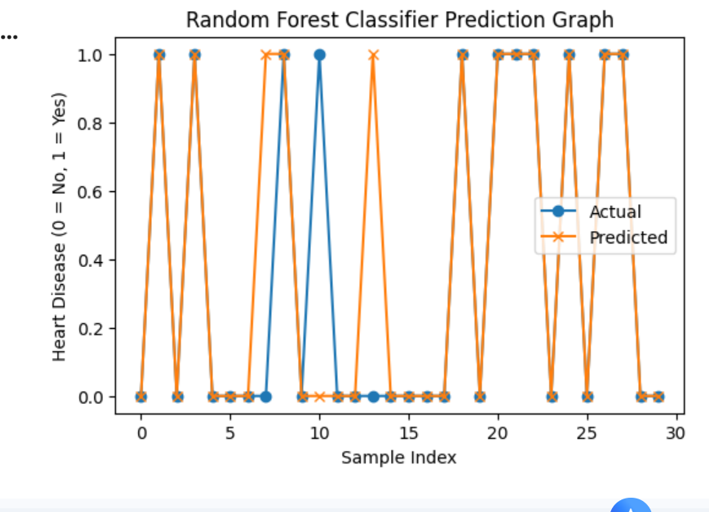 ...
Random Forest Classifier Prediction Graph
Heart Disease (0 = No, 1 = Yes)
1.0
0.8
0.6
0.4
0.2
0.0
Actual
Predicted
0 5 10 15 20 25 30
Sample Index